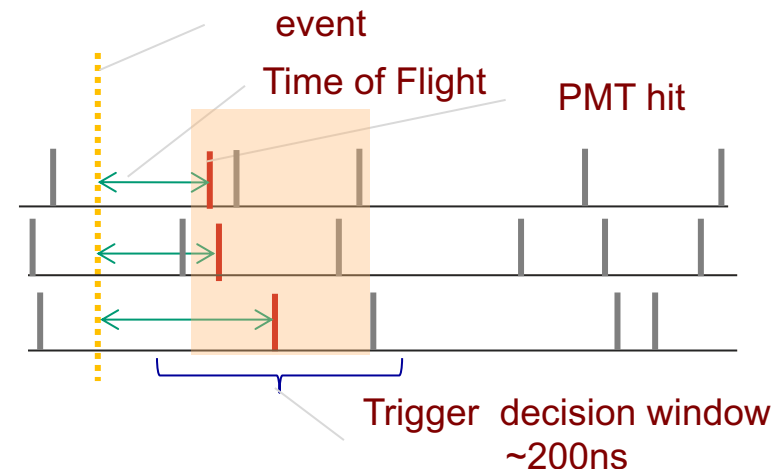 event
Time of Flight
PMT hit
Trigger decision window
~200ns